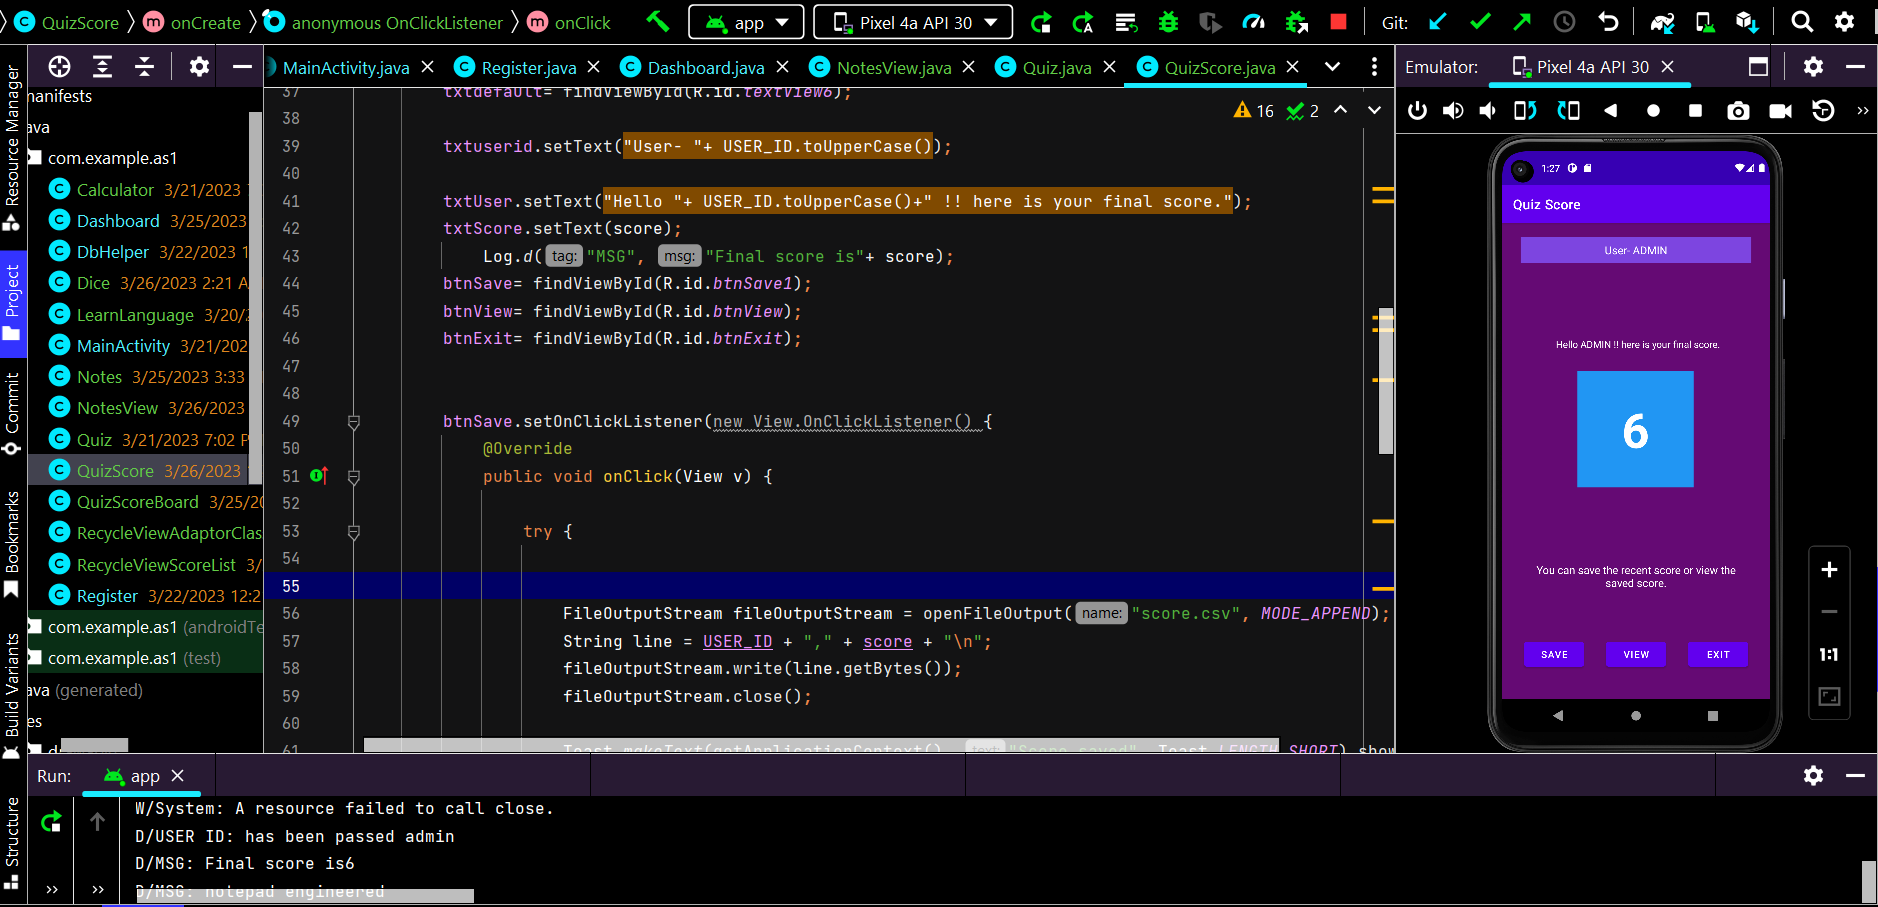 QuizScore onCreate anonymous OnClickListener onClick app Pixel 4a API 30 Git:
MainActivity.java Register.java Dashboard.java NotesView.java Quiz.java QuizScore.java
Emulator: Pixel 4a API 30
Resource Manager
Project
Commit
Bookmarks
Build Variants
Structure
manifests
ava
com.example.as1
Calculator 3/21/2023
Dashboard 3/25/2023
DbHelper 3/22/2023 1
Dice 3/26/2023 2:21 A
LearnLanguage 3/20/
MainActivity 3/21/202
Notes 3/25/2023 3:33
NotesView 3/26/2023
Quiz 3/21/2023 7:02 P
QuizScore 3/26/2023
QuizScoreBoard 3/25/20
RecycleViewAdaptorClas
RecycleViewScoreList 3/
Register 3/22/2023 12:2
com.example.as1 (androidTe
com.example.as1 (test)
ava (generated)
es
16 2
37 txtdefault= findViewById(R.id.textView6);
38
39 txtuserid.setText("User- "+ USER_ID.toUpperCase());
40
41 txtUser.setText("Hello "+ USER_ID.toUpperCase()+" !! here is your final score.");
42 txtScore.setText(score);
43 Log.d( tag: "MSG", msg: "Final score is"+ score);
44 btnSave= findViewById(R.id.btnSave1);
45 btnView= findViewById(R.id.btnView);
46 btnExit= findViewById(R.id.btnExit);
47
48
49 btnSave.setOnClickListener(new View.OnClickListener() {
50 @Override
51 public void onClick(View v) {
52
53 try {
54
55
56 FileOutputStream fileOutputStream = openFileOutput( name: "score.csv", MODE_APPEND);
57 String line = USER_ID + "," + score + "\n";
58 fileOutputStream.write(line.getBytes());
59 fileOutputStream.close();
60
61 Toast.makeText(getApplicationContext(), text: "Score saved", Toast.LENGTH_SHORT).show
1:27
Quiz Score
User- ADMIN
Hello ADMIN !! here is your final score.
6
You can save the recent score or view the
saved score.
SAVE VIEW EXIT
1:1
Run: app
W/System: A resource failed to call close.
D/USER ID: has been passed admin
D/MSG: Final score is6
D/MSG: notepad engineered